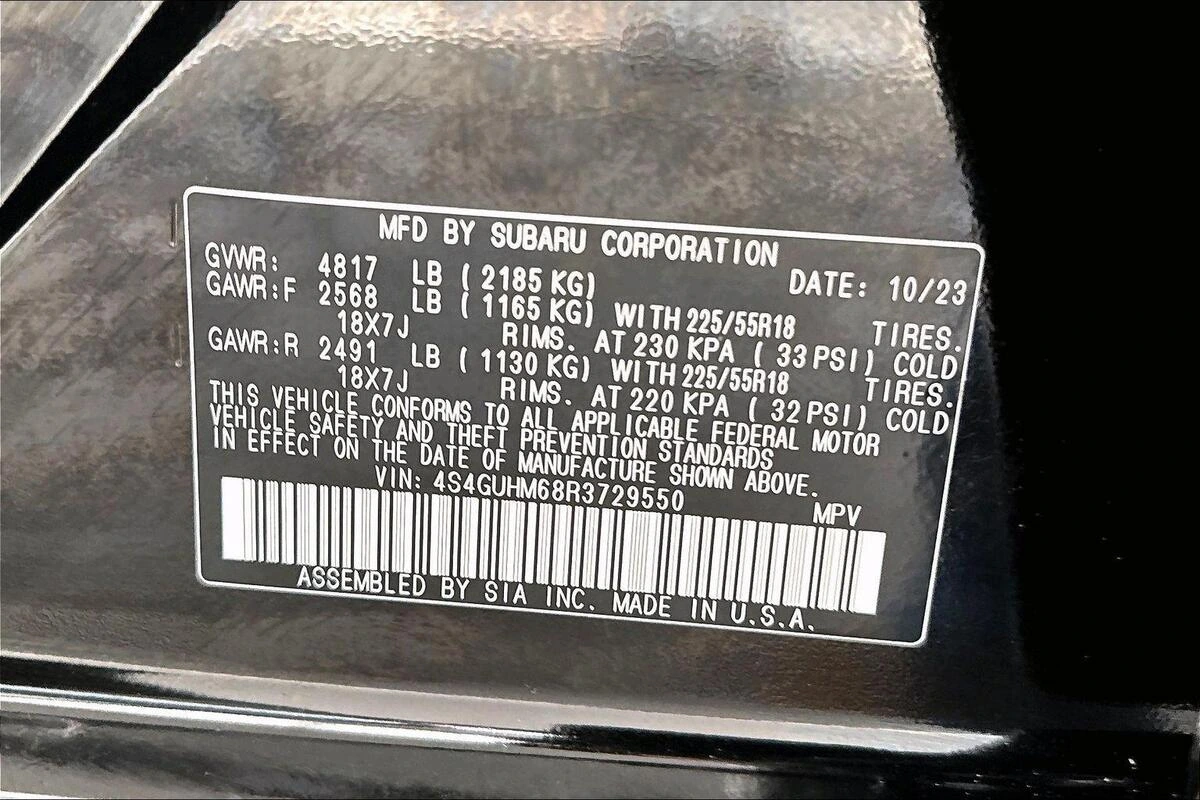 MFD BY SUBARU CORPORATION
GVWR: 4817 LB ( 2185 KG) DATE: 10/23
GAWR:F 2568 LB ( 1165 KG) WITH 225/55R18 TIRES.
18X7J RIMS. AT 230 KPA ( 33 PSI) COLD
GAWR:R 2491 LB ( 1130 KG) WITH 225/55R18 TIRES.
18X7J RIMS. AT 220 KPA ( 32 PSI) COLD
THIS VEHICLE CONFORMS TO ALL APPLICABLE FEDERAL MOTOR
VEHICLE SAFETY AND THEFT PREVENTION STANDARDS
IN EFFECT ON THE DATE OF MANUFACTURE SHOWN ABOVE.
VIN: 4S4GUHM68R3729550 MPV
ASSEMBLED BY SIA INC. MADE IN U.S.A.